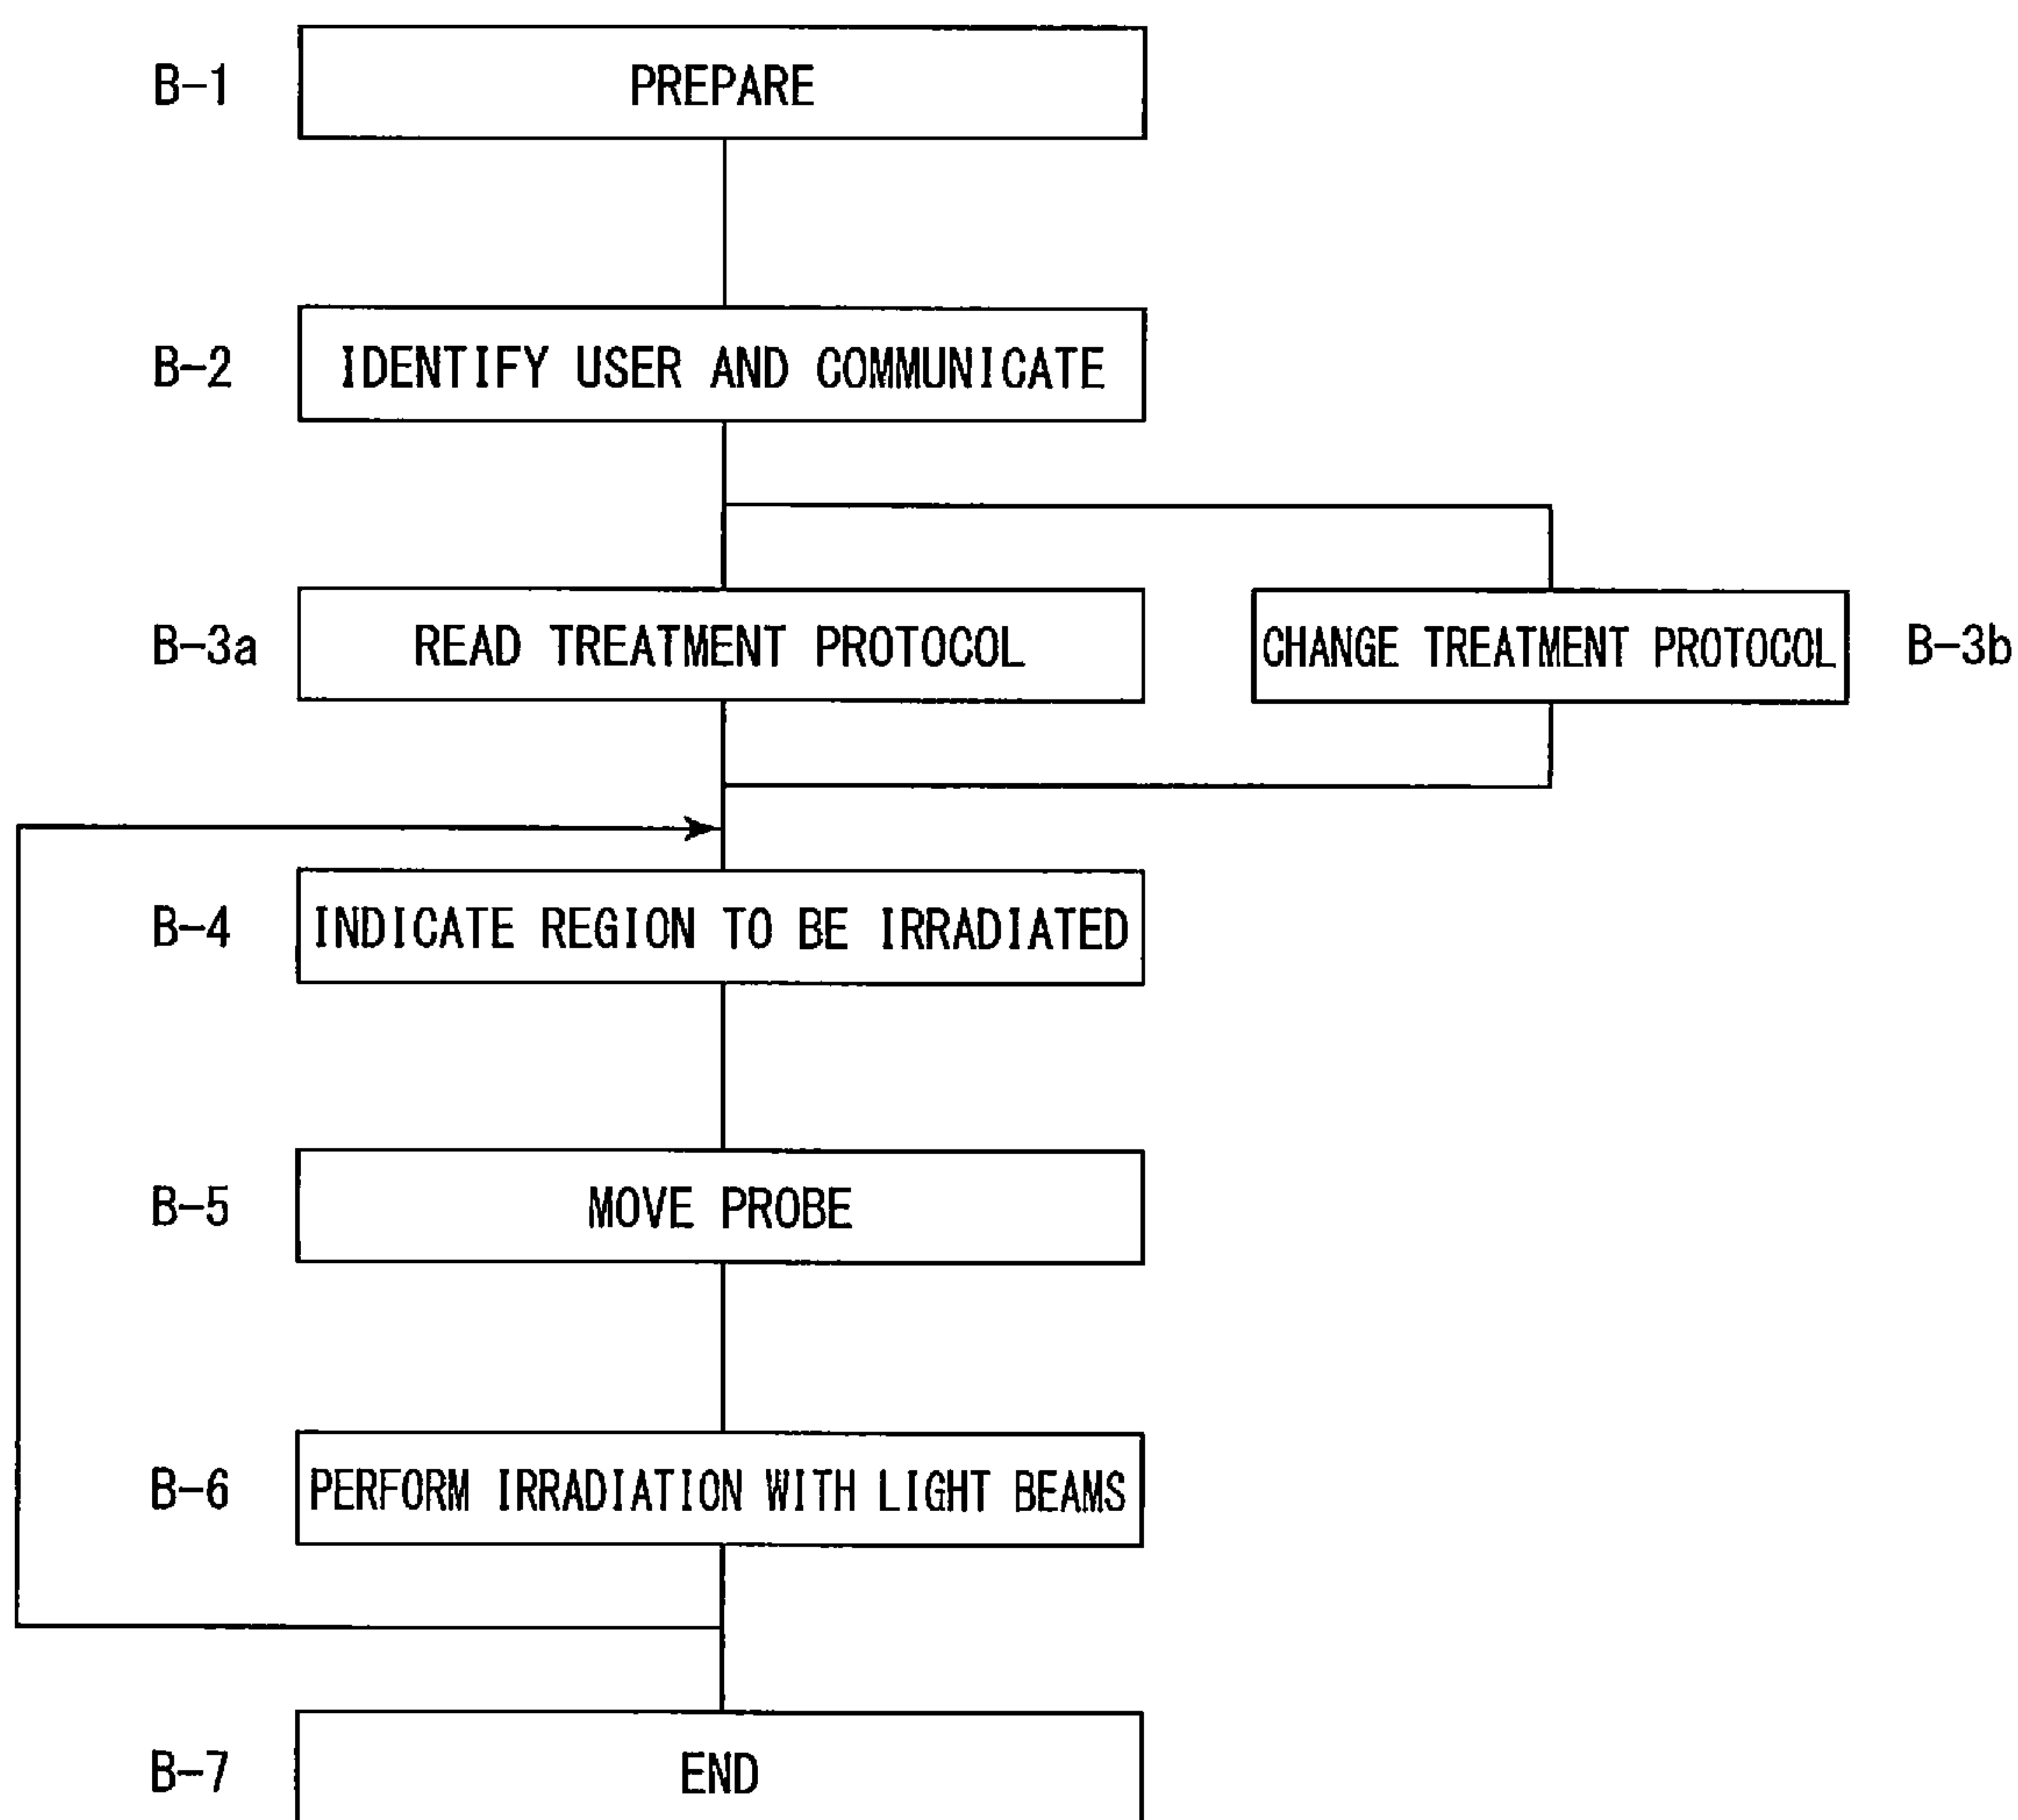 B-1 PREPARE
B-2 IDENTIFY USER AND COMMUNICATE
B-3a READ TREATMENT PROTOCOL CHANGE TREATMENT PROTOCOL B-3b
B-4 INDICATE REGION TO BE IRRADIATED
B-5 MOVE PROBE
B-6 PERFORM IRRADIATION WITH LIGHT BEAMS
B-7 END